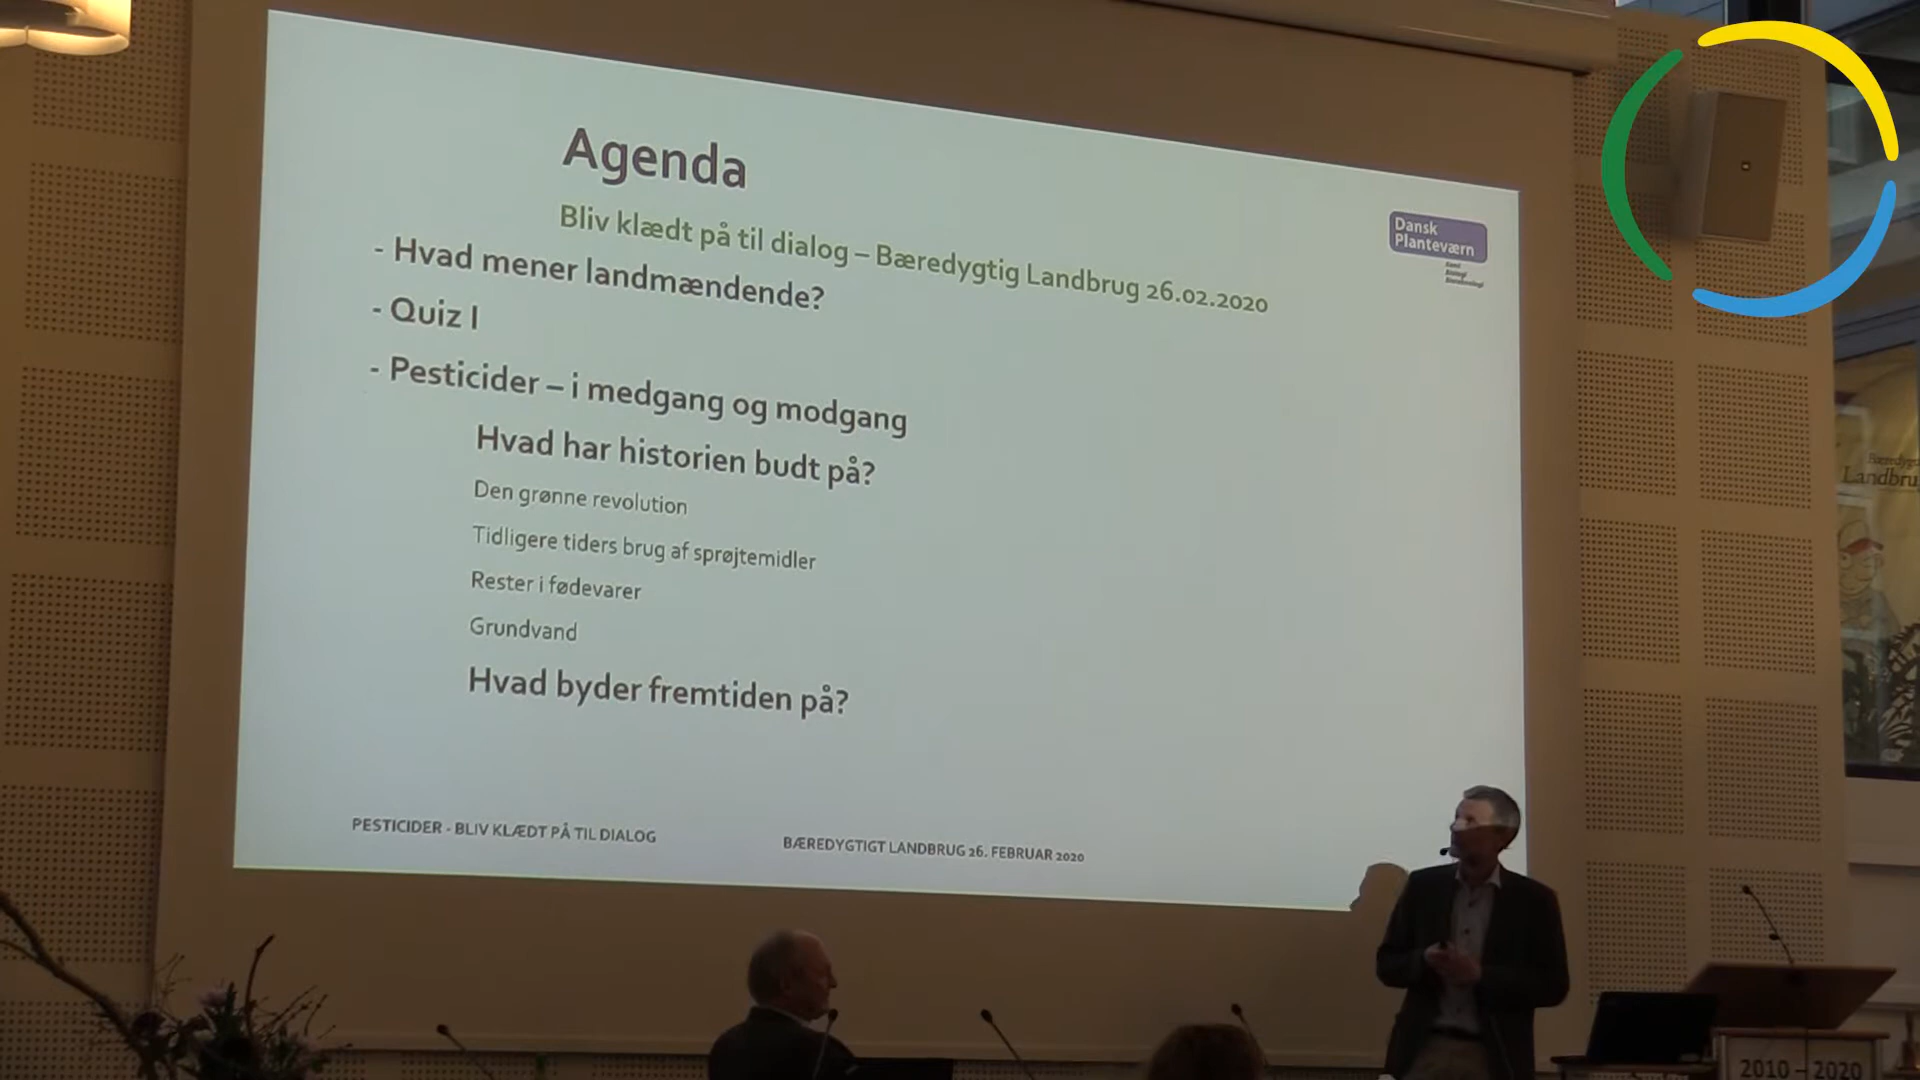 Agenda
Bliv klædt på til dialog – Bæredygtig Landbrug 26.02.2020
- Hvad mener landmændende?
- Quiz I
- Pesticider – i medgang og modgang
Hvad har historien budt på?
Den grønne revolution
Tidligere tiders brug af sprøjtemidler
Rester i fødevarer
Grundvand
Hvad byder fremtiden på?
PESTICIDER - BLIV KLÆDT PÅ TIL DIALOG
BÆREDYGTIGT LANDBRUG 26. FEBRUAR 2020
Dansk
Planteværn
2010 – 2020